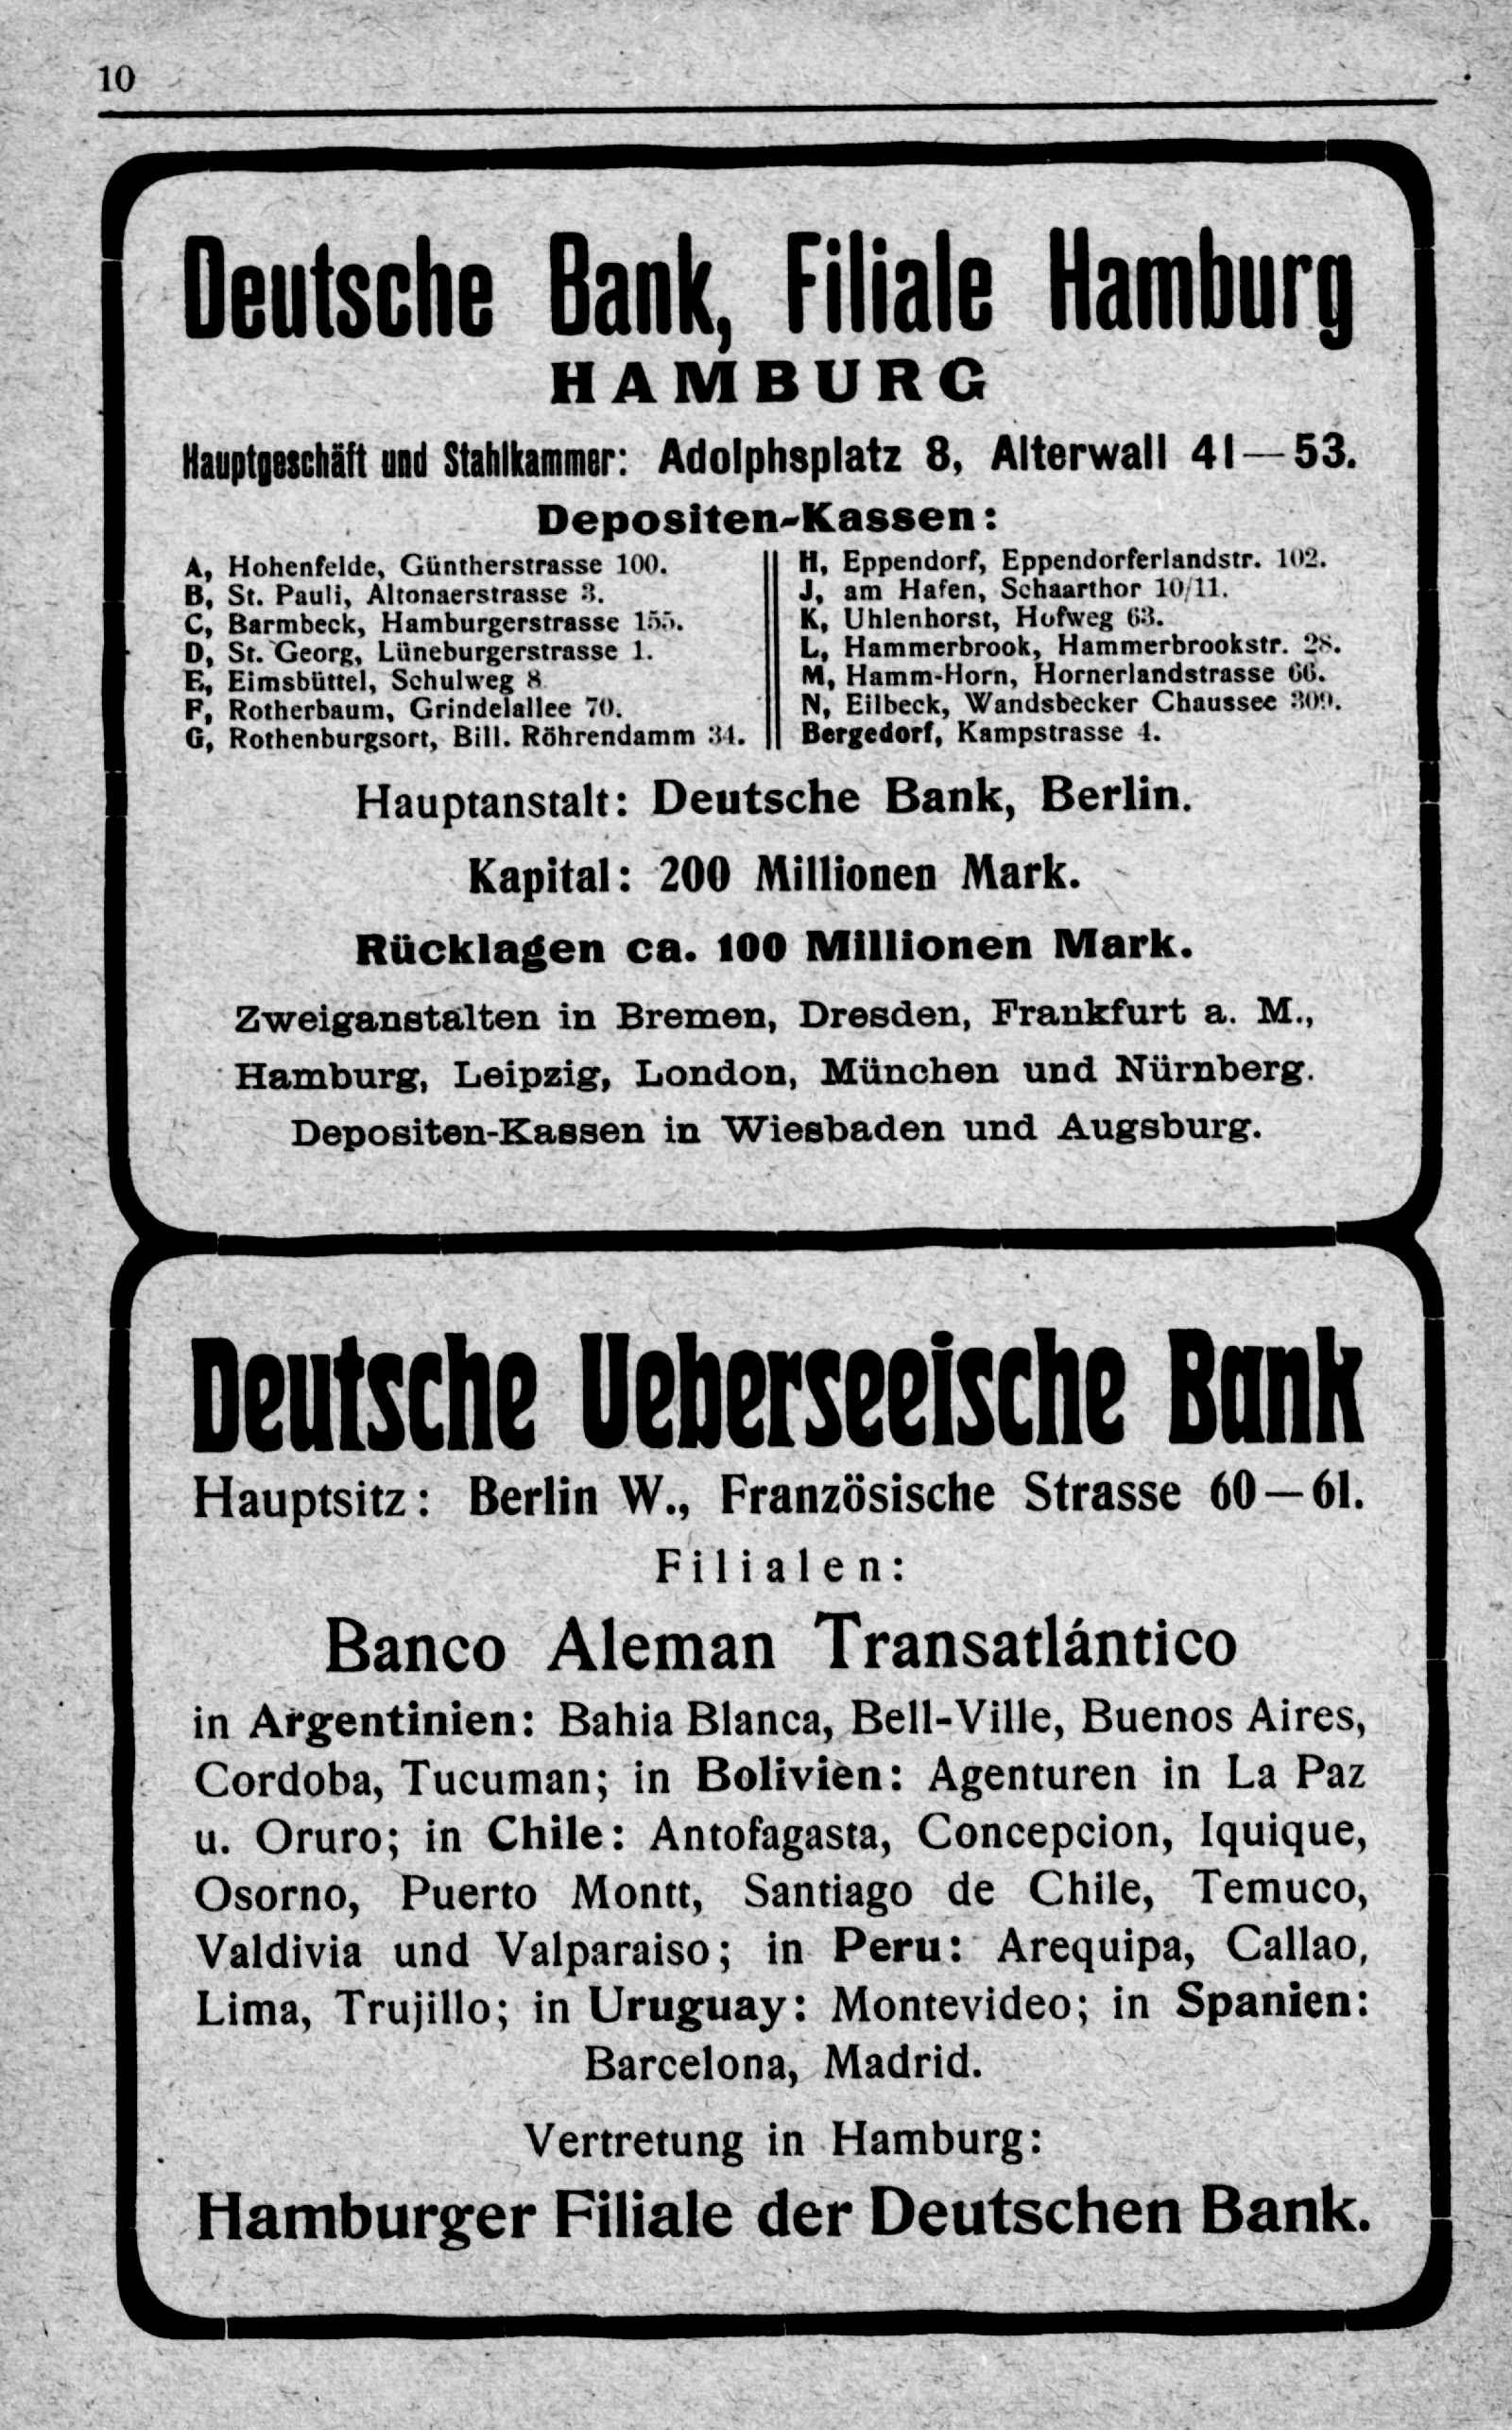 10
Deutsche Bank, Filiale Hamburg
HAMBURG
Hauptgeschäft und Stahlkammer: Adolphsplatz 8, Alterwall 41—53.
Depositen-Kassen:
A, Hohenfelde, Güntherstrasse 100.
B, St. Pauli, Altonaerstrasse 3.
C, Barmbeck, Hamburgerstrasse 155.
D, St. Georg, Lüneburgerstrasse 1.
E, Eimsbüttel, Schulweg 8
F, Rotherbaum, Grindelallee 70.
G, Rothenburgsort, Bill. Röhrendamm 34.
H, Eppendorf, Eppendorferlandstr. 102.
J, am Hafen, Schaarthor 10/11.
K, Uhlenhorst, Hofweg 63.
L, Hammerbrook, Hammerbrookstr. 28.
M, Hamm-Horn, Hornerlandstrasse 66.
N, Eilbeck, Wandsbecker Chaussee 309.
Bergedorf, Kampstrasse 4.
Hauptanstalt: Deutsche Bank, Berlin.
Kapital: 200 Millionen Mark.
Rücklagen ca. 100 Millionen Mark.
Zweiganstalten in Bremen, Dresden, Frankfurt a. M.,
Hamburg, Leipzig, London, München und Nürnberg.
Depositen-Kassen in Wiesbaden und Augsburg.
Deutsche Ueberseeische Bank
Hauptsitz: Berlin W., Französische Strasse 60—61.
Filialen:
Banco Aleman Transatlántico
in Argentinien: Bahia Blanca, Bell-Ville, Buenos Aires,
Cordoba, Tucuman; in Bolivien: Agenturen in La Paz
u. Oruro; in Chile: Antofagasta, Concepcion, Iquique,
Osorno, Puerto Montt, Santiago de Chile, Temuco,
Valdivia und Valparaiso; in Peru: Arequipa, Callao,
Lima, Trujillo; in Uruguay: Montevideo; in Spanien:
Barcelona, Madrid.
Vertretung in Hamburg:
Hamburger Filiale der Deutschen Bank.